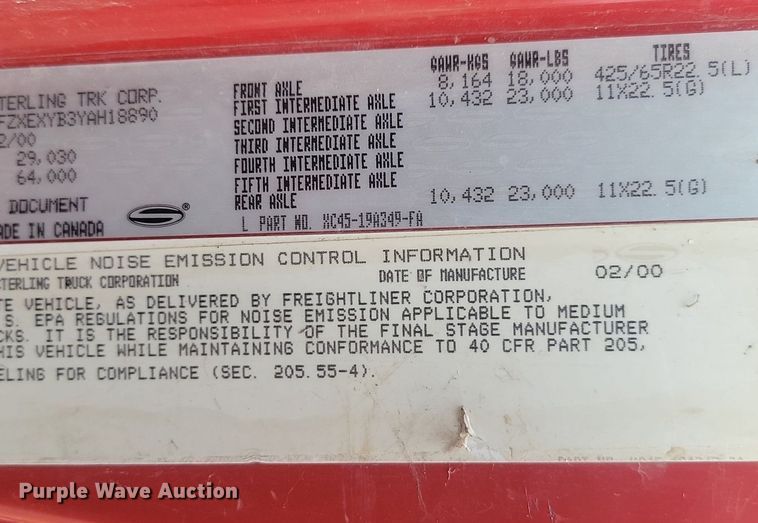 GAWR-KGS GAWR-LBS TIRES
FRONT AXLE 8,164 18,000 425/65R22.5(L)
STERLING TRK CORP. FIRST INTERMEDIATE AXLE 10,432 23,000 11X22.5(G)
FZXEXYB3YAH18890 SECOND INTERMEDIATE AXLE
2/00 THIRD INTERMEDIATE AXLE
29,030 FOURTH INTERMEDIATE AXLE
64,000 FIFTH INTERMEDIATE AXLE
REAR AXLE 10,432 23,000 11X22.5(G)
DOCUMENT
ADE IN CANADA L PART NO. XC45-19A349-FA
VEHICLE NOISE EMISSION CONTROL INFORMATION
STERLING TRUCK CORPORATION DATE OF MANUFACTURE 02/00
TE VEHICLE, AS DELIVERED BY FREIGHTLINER CORPORATION,
.S. EPA REGULATIONS FOR NOISE EMISSION APPLICABLE TO MEDIUM
CKS. IT IS THE RESPONSIBILITY OF THE FINAL STAGE MANUFACTURER
HIS VEHICLE WHILE MAINTAINING CONFORMANCE TO 40 CFR PART 205,
ELING FOR COMPLIANCE (SEC. 205.55-4).
Purple Wave Auction